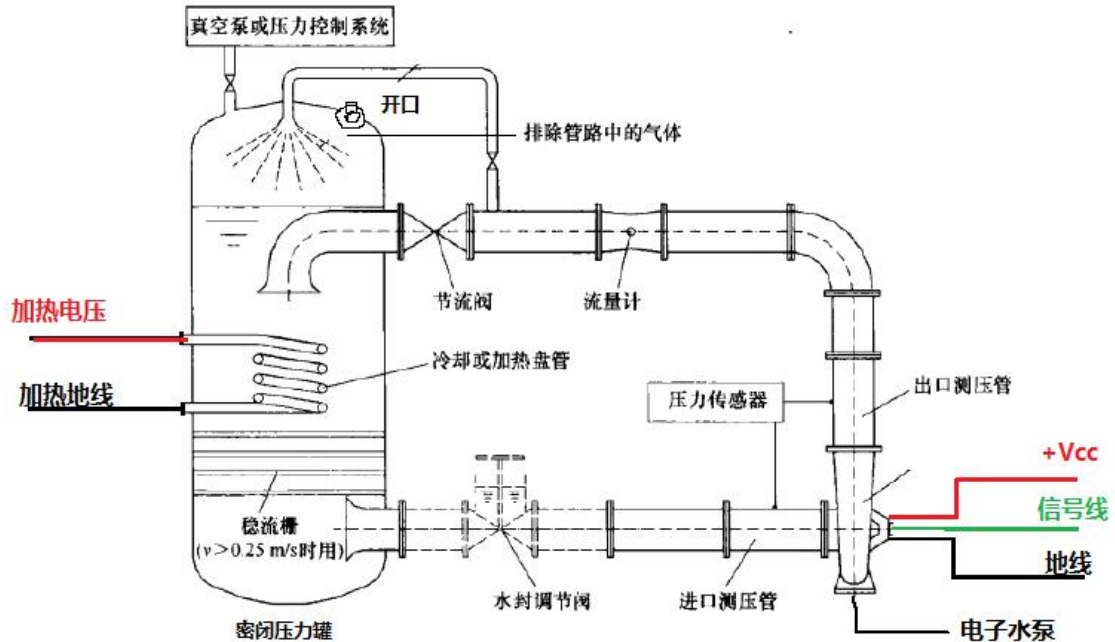 真空泵或压力控制系统
开口
排除管路中的气体
节流阀
流量计
加热电压
冷却或加热盘管
加热地线
压力传感器
出口测压管
+Vcc
信号线
地线
稳流栅
(v>0.25 m/s时用)
水封调节阀
进口测压管
电子水泵
密闭压力罐